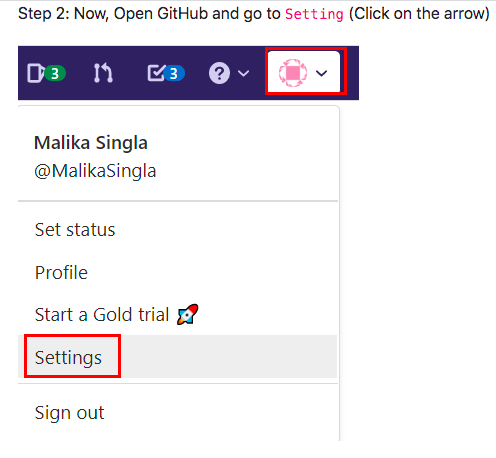 Step 2: Now, Open GitHub and go to Setting (Click on the arrow)
3 3 ?
Malika Singla
@MalikaSingla
Set status
Profile
Start a Gold trial 🚀
Settings
Sign out